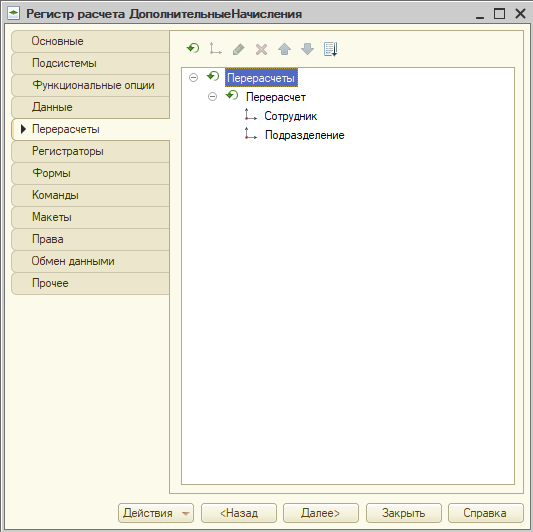 Регистр расчета ДополнительныеНачисления
Основные
Подсистемы
Функциональные опции
Данные
Перерасчеты
Регистраторы
Формы
Команды
Макеты
Права
Обмен данными
Прочее
Перерасчеты
Перерасчет
Сотрудник
Подразделение
Действия
<Назад
Далее>
Закрыть
Справка